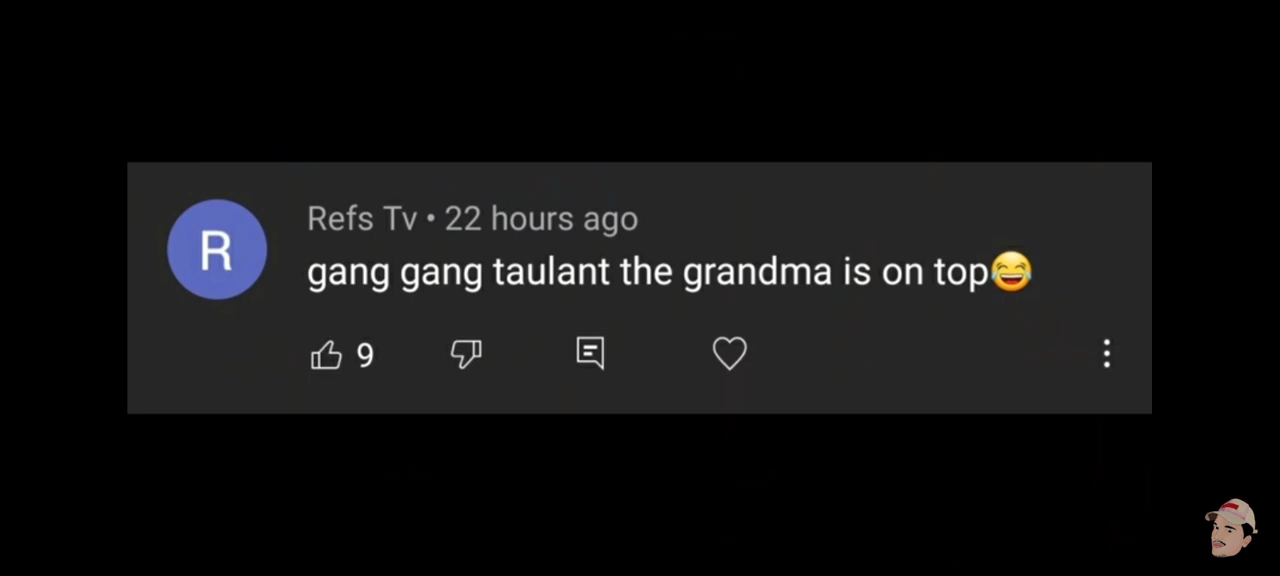 R
Refs Tv • 22 hours ago
gang gang taulant the grandma is on top😂
9